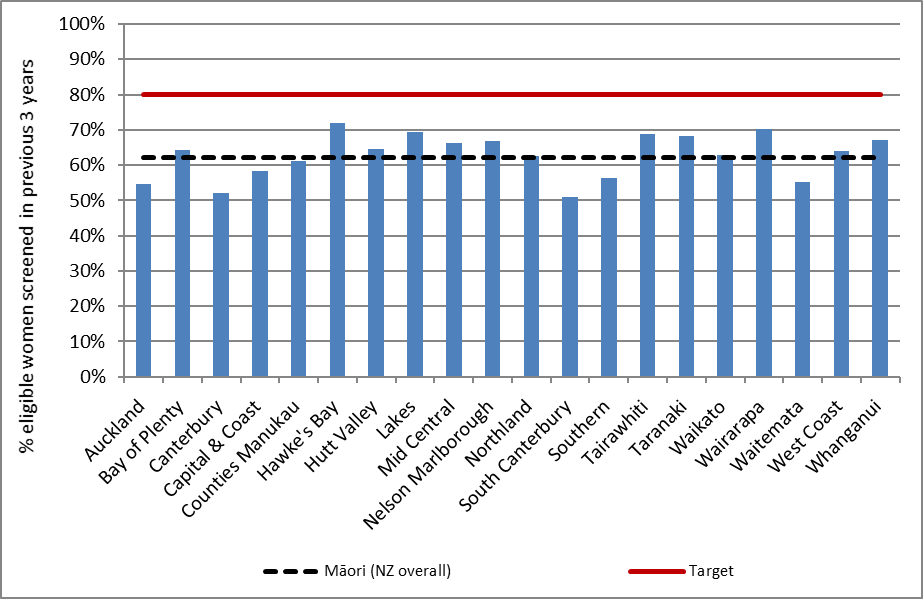 100%
90%
80%
70%
60%
50%
40%
30%
20%
10%
0%
% eligible women screened in previous 3 years
Auckland
Bay of Plenty
Canterbury
Capital & Coast
Counties Manukau
Hawke's Bay
Hutt Valley
Lakes
Mid Central
Nelson Marlborough
Northland
South Canterbury
Southern
Tairawhiti
Taranaki
Waikato
Wairarapa
Waitemata
West Coast
Whanganui
Māori (NZ overall)
Target